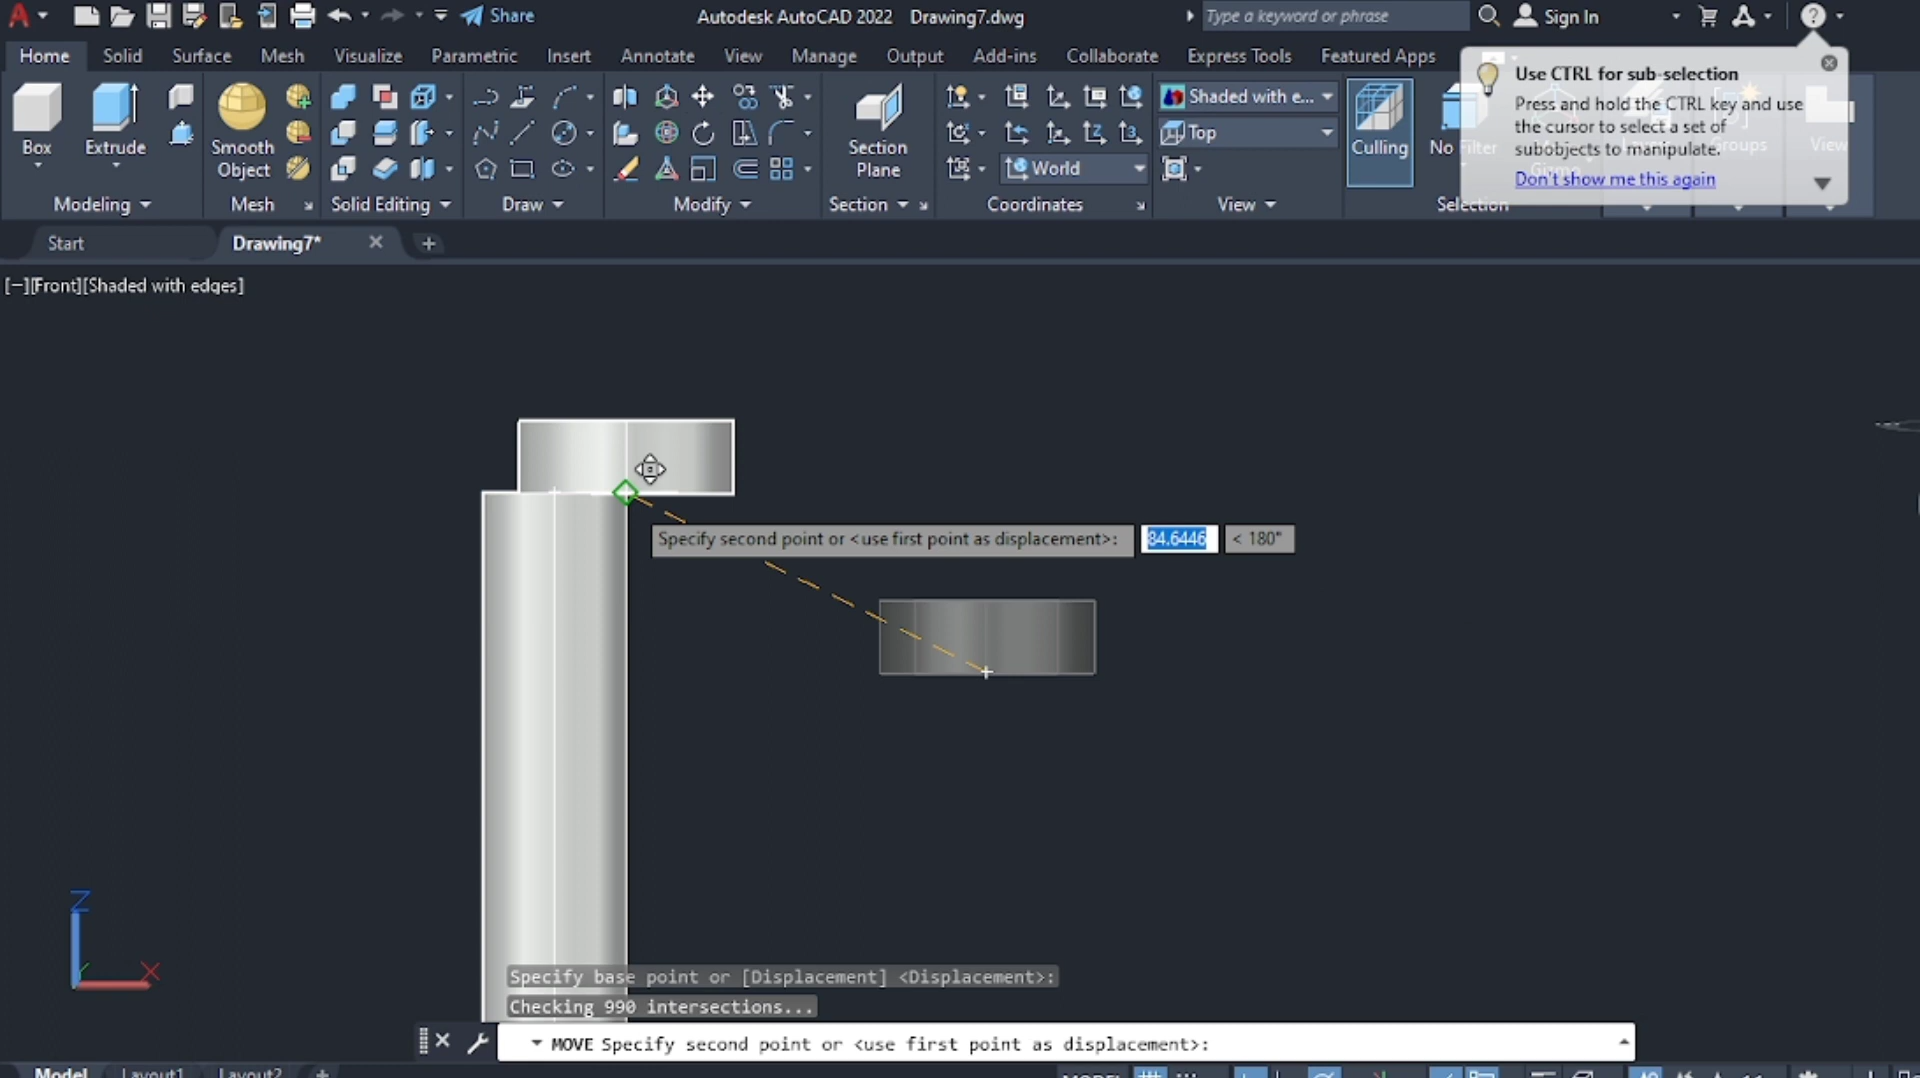 Share
Autodesk AutoCAD 2022 Drawing7.dwg
Type a keyword or phrase
Sign In
Home Solid Surface Mesh Visualize Parametric Insert Annotate View Manage Output Add-ins Collaborate Express Tools Featured Apps
Use CTRL for sub-selection
Press and hold the CTRL key and use
the cursor to select a set of
subobjects to manipulate.
Don't show me this again
Box
Extrude
Smooth
Object
Section
Plane
World
Shaded with e...
Top
Culling
No Filter
Groups
View
Modeling
Mesh
Solid Editing
Draw
Modify
Section
Coordinates
View
Selection
Start
Drawing7*
[−][Front][Shaded with edges]
Specify second point or <use first point as displacement>: 84.6446 < 180°
Z
X
Specify base point or [Displacement] <Displacement>:
Checking 990 intersections...
MOVE Specify second point or <use first point as displacement>:
Model Layout1 Layout2 +
MODEL